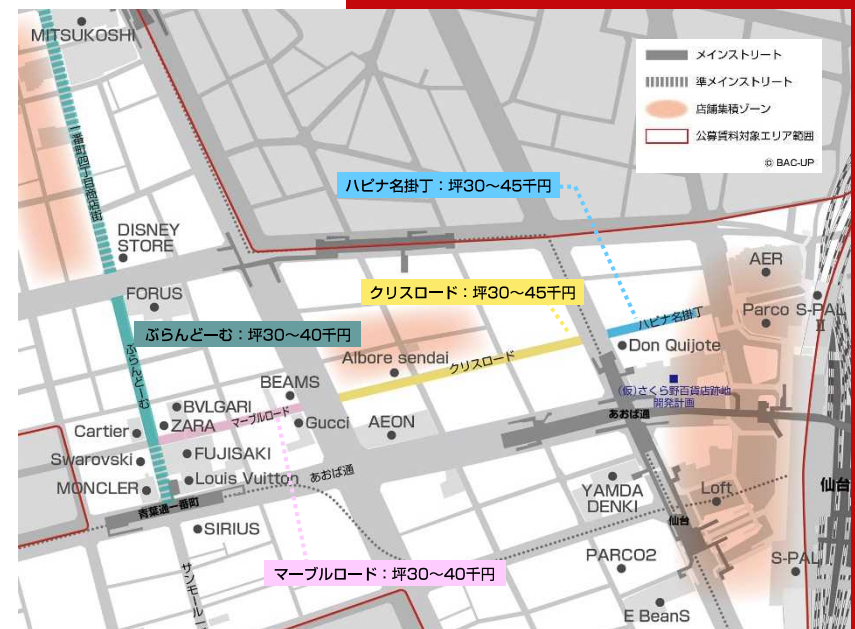 MITSUKOSHI
メインストリート
準メインストリート
店舗集積ゾーン
公募賃料対象エリア範囲
© BAC-UP
一番町四丁目商店街
ハピナ名掛丁：坪30〜45千円
DISNEY
STORE
AER
FORUS
クリスロード：坪30〜45千円
Parco
S-PAL
II
ハピナ名掛丁
ぶらんどーむ：坪30〜40千円
Don Quijote
ぶらんどーむ
Albore sendai
クリスロード
BEAMS
(仮)さくら野百貨店跡地
開発計画
BVLGARI
ZARA
マーブルロード
Gucci
AEON
あおば通
Cartier
FUJISAKI
Swarovski
Louis Vuitton
あおば通
MONCLER
YAMDA
DENKI
Loft
仙台
青葉通一番町
仙台
SIRIUS
PARCO2
S-PAL
サンモール一
マーブルロード：坪30〜40千円
E BeanS